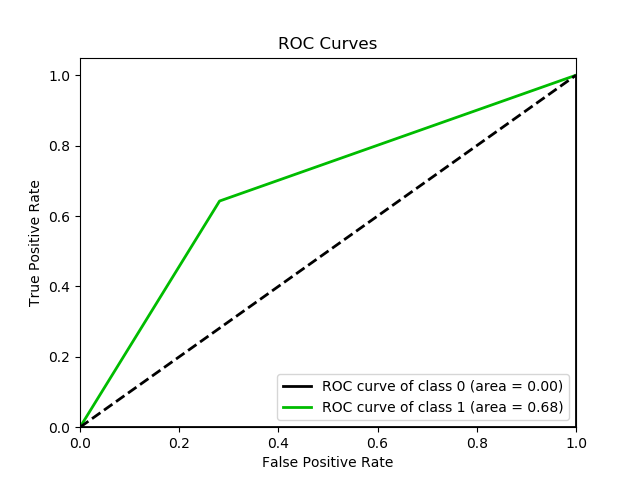 ROC Curves
True Positive Rate
1.0
0.8
0.6
0.4
0.2
0.0
0.0 0.2 0.4 0.6 0.8 1.0
False Positive Rate
ROC curve of class 0 (area = 0.00)
ROC curve of class 1 (area = 0.68)